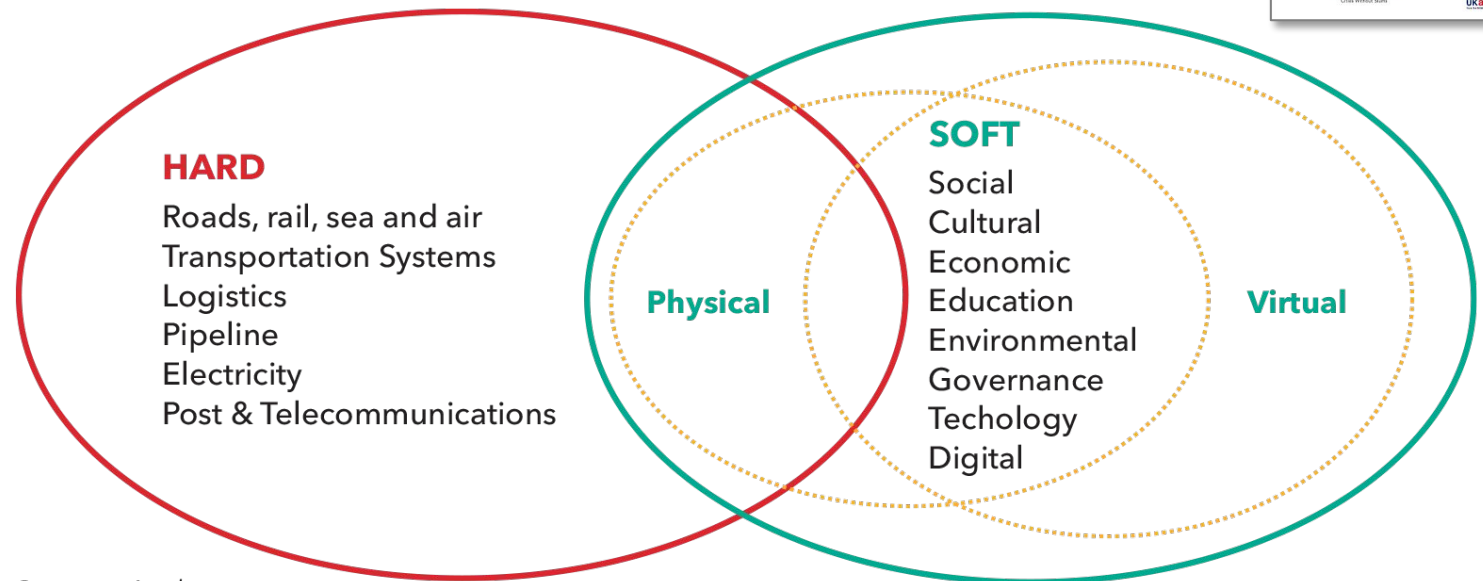 HARD
Roads, rail, sea and air
Transportation Systems
Logistics
Pipeline
Electricity
Post & Telecommunications
Physical
SOFT
Social
Cultural
Economic
Education
Environmental
Governance
Techology
Digital
Virtual